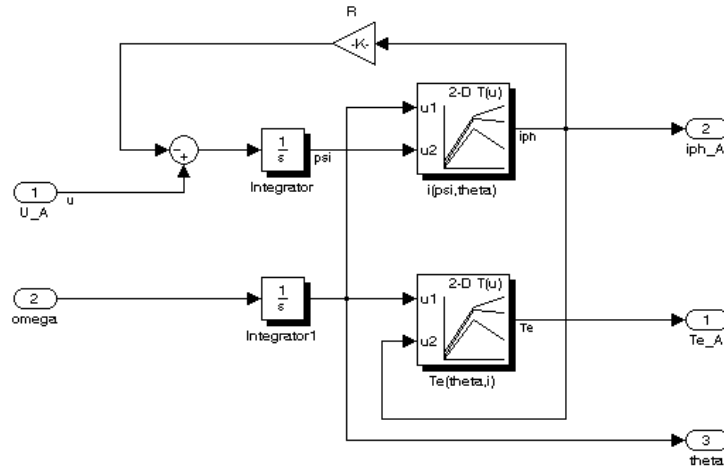 R
-K-
2-D T(u)
u1
u2
iph
2
iph_A
i(psi,theta)
1
s
psi
Integrator
-
+
1
u
U_A
2
omega
1
s
Integrator1
2-D T(u)
u1
u2
Te
1
Te_A
Te(theta,i)
3
theta